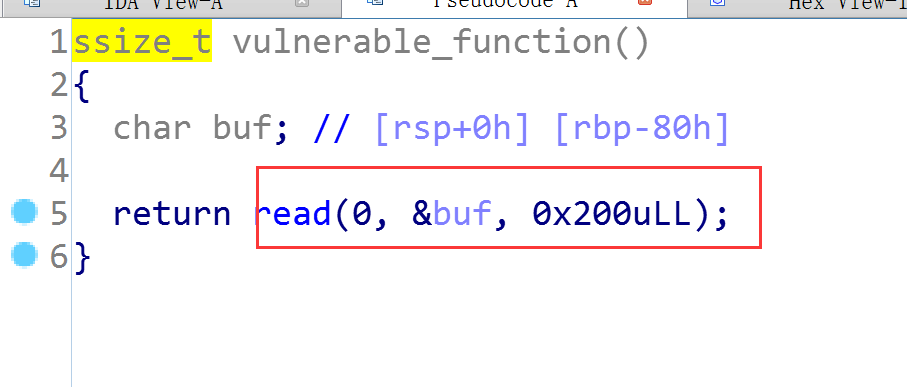 IDA View-A Pseudocode-A Hex View-1
1 ssize_t vulnerable_function()
2 {
3 char buf; // [rsp+0h] [rbp-80h]
4
5 return read(0, &buf, 0x200uLL);
6 }